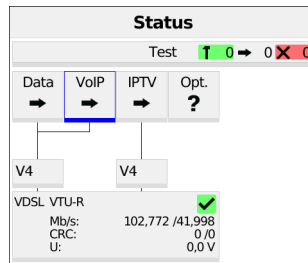 Status
Test 0 0 0
Data VoIP IPTV Opt.
?
V4 V4
VDSL VTU-R
Mb/s: 102,772 /41,998
CRC: 0 /0
U: 0,0 V